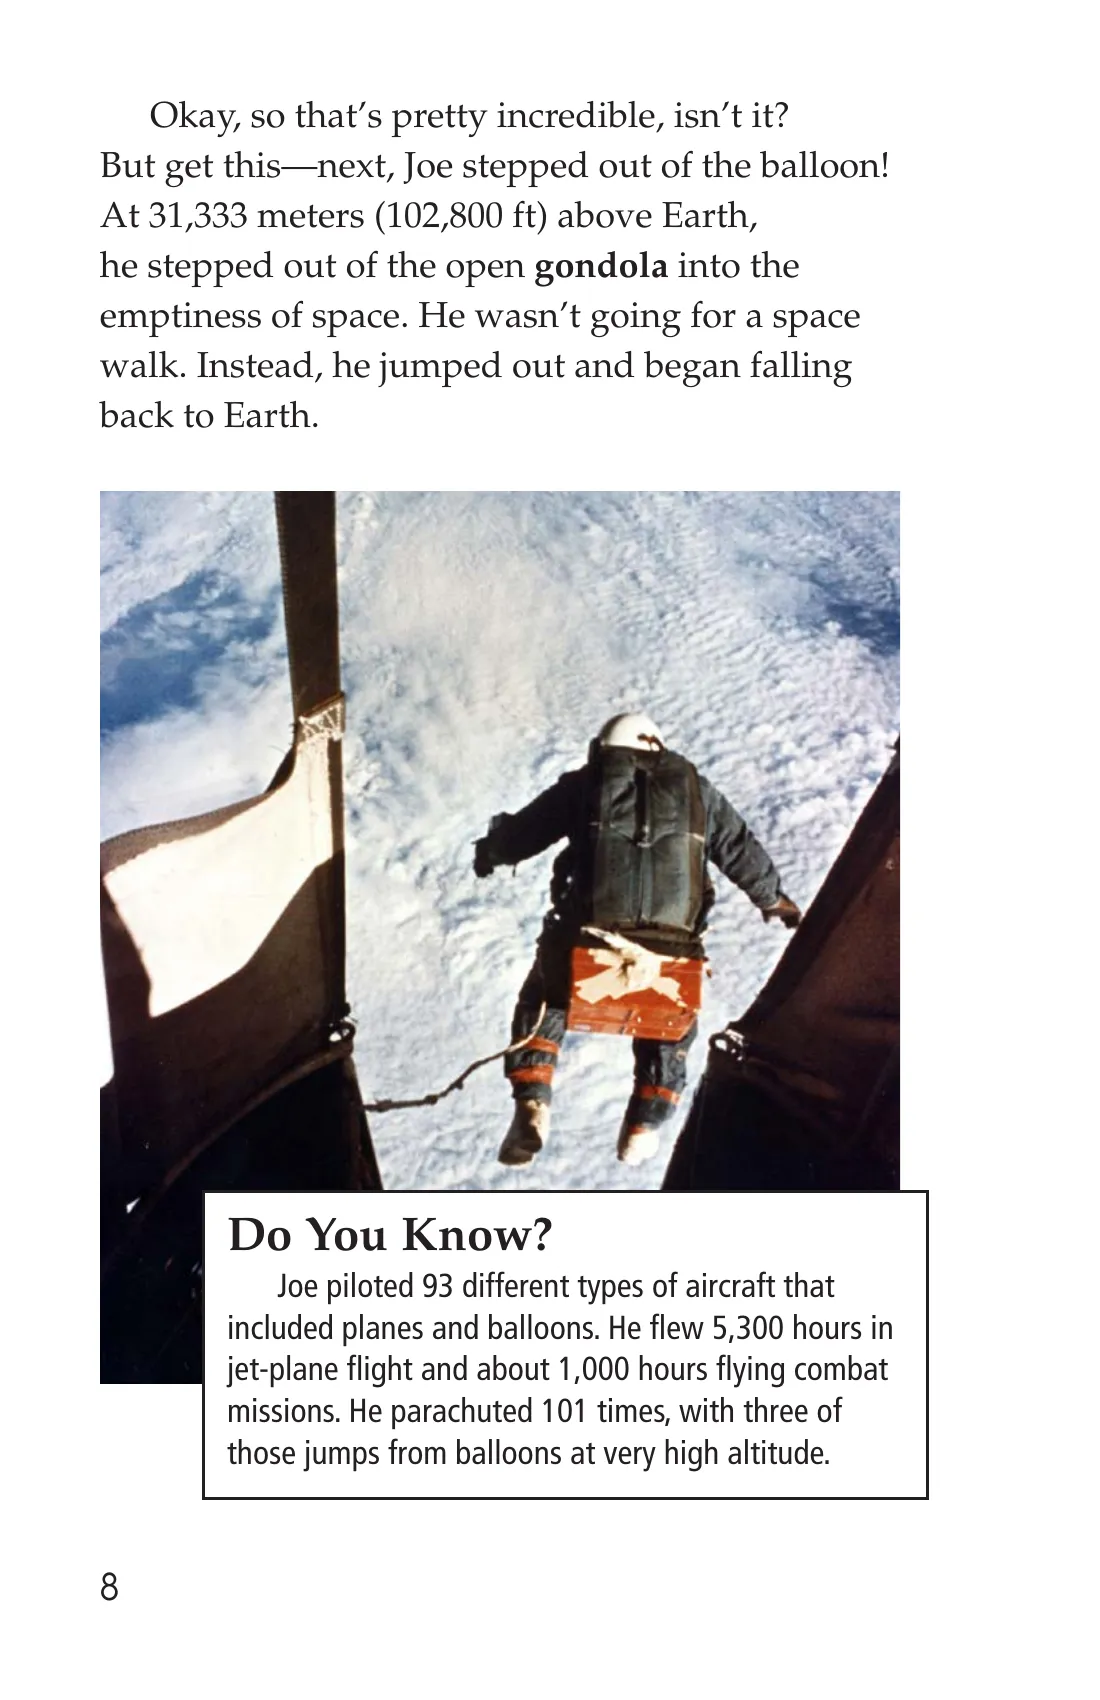 Okay, so that’s pretty incredible, isn’t it?
But get this—next, Joe stepped out of the balloon!
At 31,333 meters (102,800 ft) above Earth,
he stepped out of the open gondola into the
emptiness of space. He wasn’t going for a space
walk. Instead, he jumped out and began falling
back to Earth.
Do You Know?
Joe piloted 93 different types of aircraft that
included planes and balloons. He flew 5,300 hours in
jet-plane flight and about 1,000 hours flying combat
missions. He parachuted 101 times, with three of
those jumps from balloons at very high altitude.
8